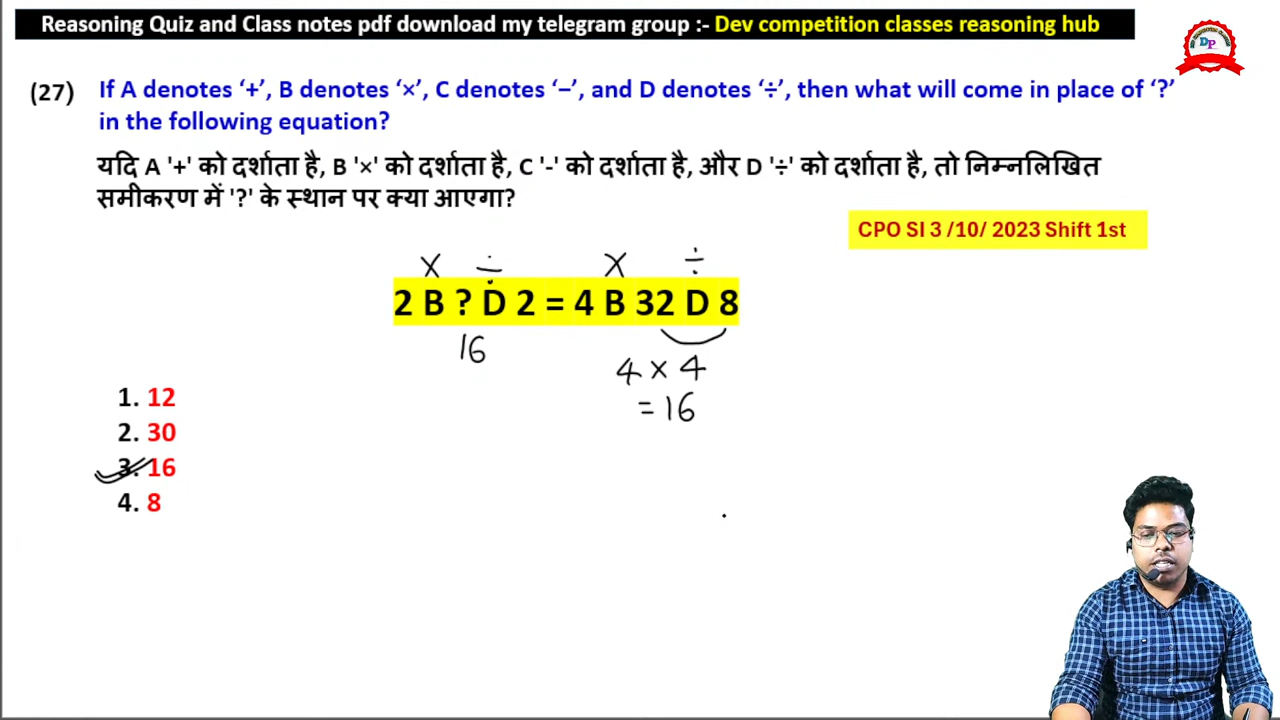 Reasoning Quiz and Class notes pdf download my telegram group :- Dev competition classes reasoning hub
DP
(27) If A denotes ‘+’, B denotes ‘×’, C denotes ‘−’, and D denotes ‘÷’, then what will come in place of ‘?’
in the following equation?
यदि A '+' को दर्शाता है, B '×' को दर्शाता है, C '-' को दर्शाता है, और D '÷' को दर्शाता है, तो निम्नलिखित
समीकरण में '?' के स्थान पर क्या आएगा?
CPO SI 3 /10/ 2023 Shift 1st
× ÷ × ÷
2 B ? D 2 = 4 B 32 D 8
16
4 × 4
= 16
1. 12
2. 30
3. 16
4. 8